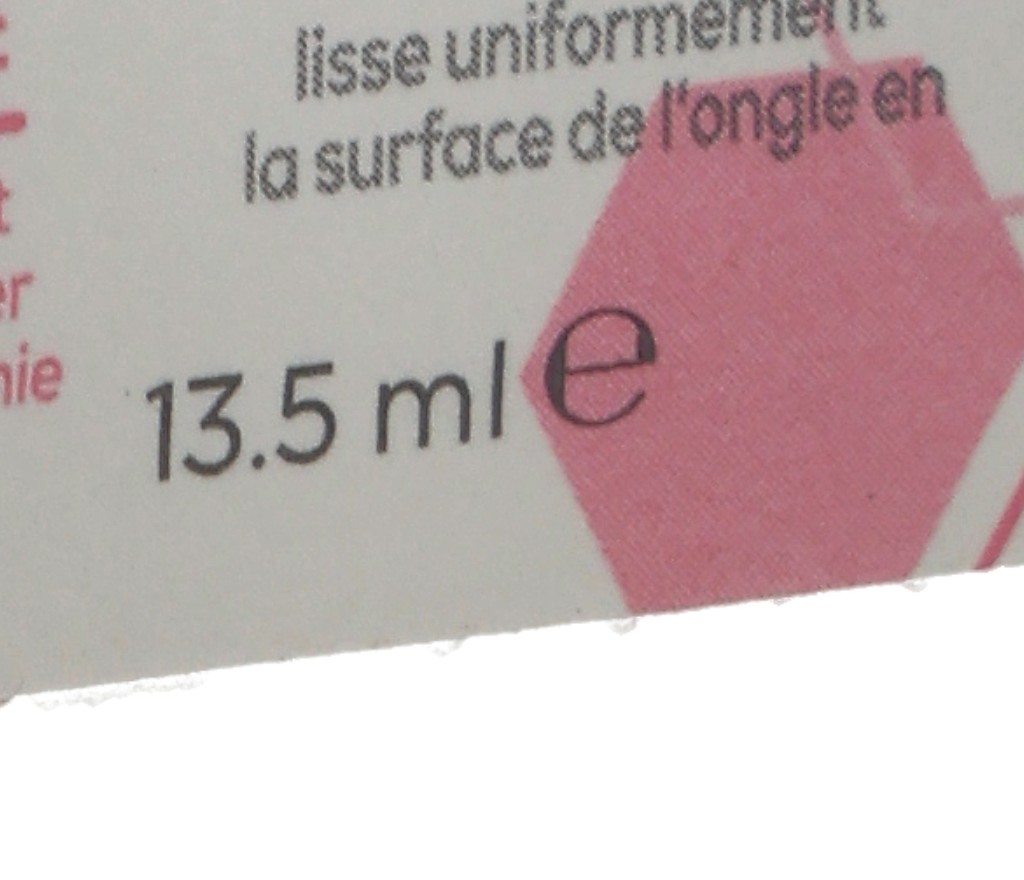 lisse uniformément
la surface de l'ongle en
13.5 ml e